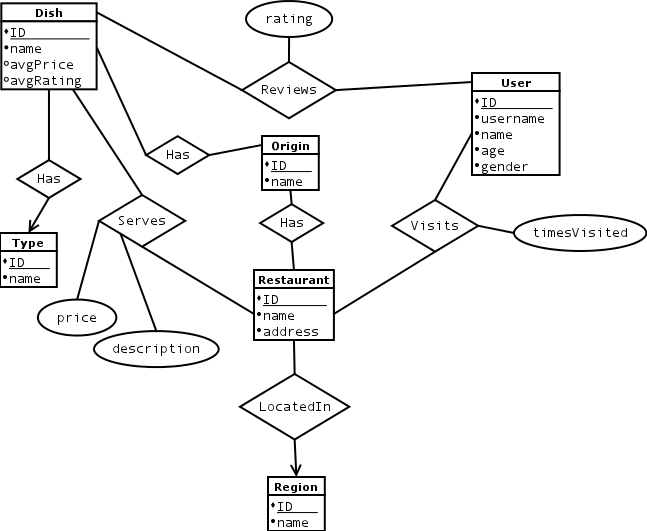 Dish
ID
name
avgPrice
avgRating
rating
Reviews
User
ID
username
name
age
gender
Has
Origin
ID
name
Has
Serves
Has
Visits
timesVisited
Type
ID
name
Restaurant
ID
name
address
price
description
LocatedIn
Region
ID
name